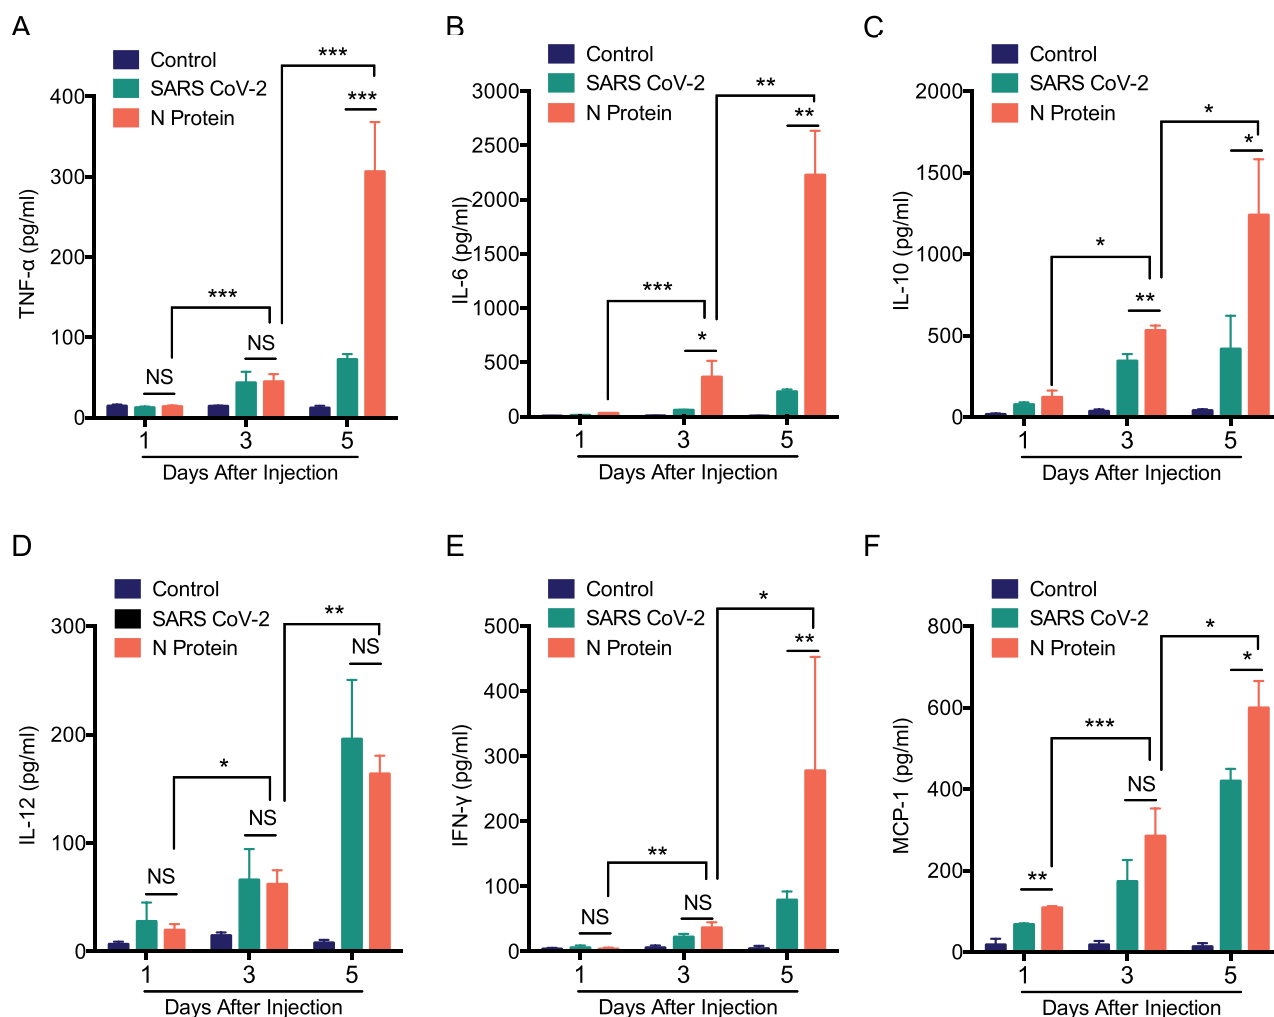 A
Control
SARS CoV-2
N Protein
***
***
400
300
200
100
0
TNF-α (pg/ml)
***
NS
NS
1 3 5
Days After Injection
B
Control
SARS CoV-2
N Protein
**
**
3000
2500
2000
1500
1000
500
0
IL-6 (pg/ml)
***
*
1 3 5
Days After Injection
C
Control
SARS CoV-2
N Protein
*
*
2000
1500
1000
500
0
IL-10 (pg/ml)
*
**
1 3 5
Days After Injection
D
Control
SARS CoV-2
N Protein
**
NS
300
200
100
0
IL-12 (pg/ml)
*
NS
NS
1 3 5
Days After Injection
E
Control
SARS CoV-2
N Protein
*
**
500
400
300
200
100
0
IFN-γ (pg/ml)
**
NS
NS
1 3 5
Days After Injection
F
Control
SARS CoV-2
N Protein
*
*
800
600
400
200
0
MCP-1 (pg/ml)
***
NS
**
1 3 5
Days After Injection